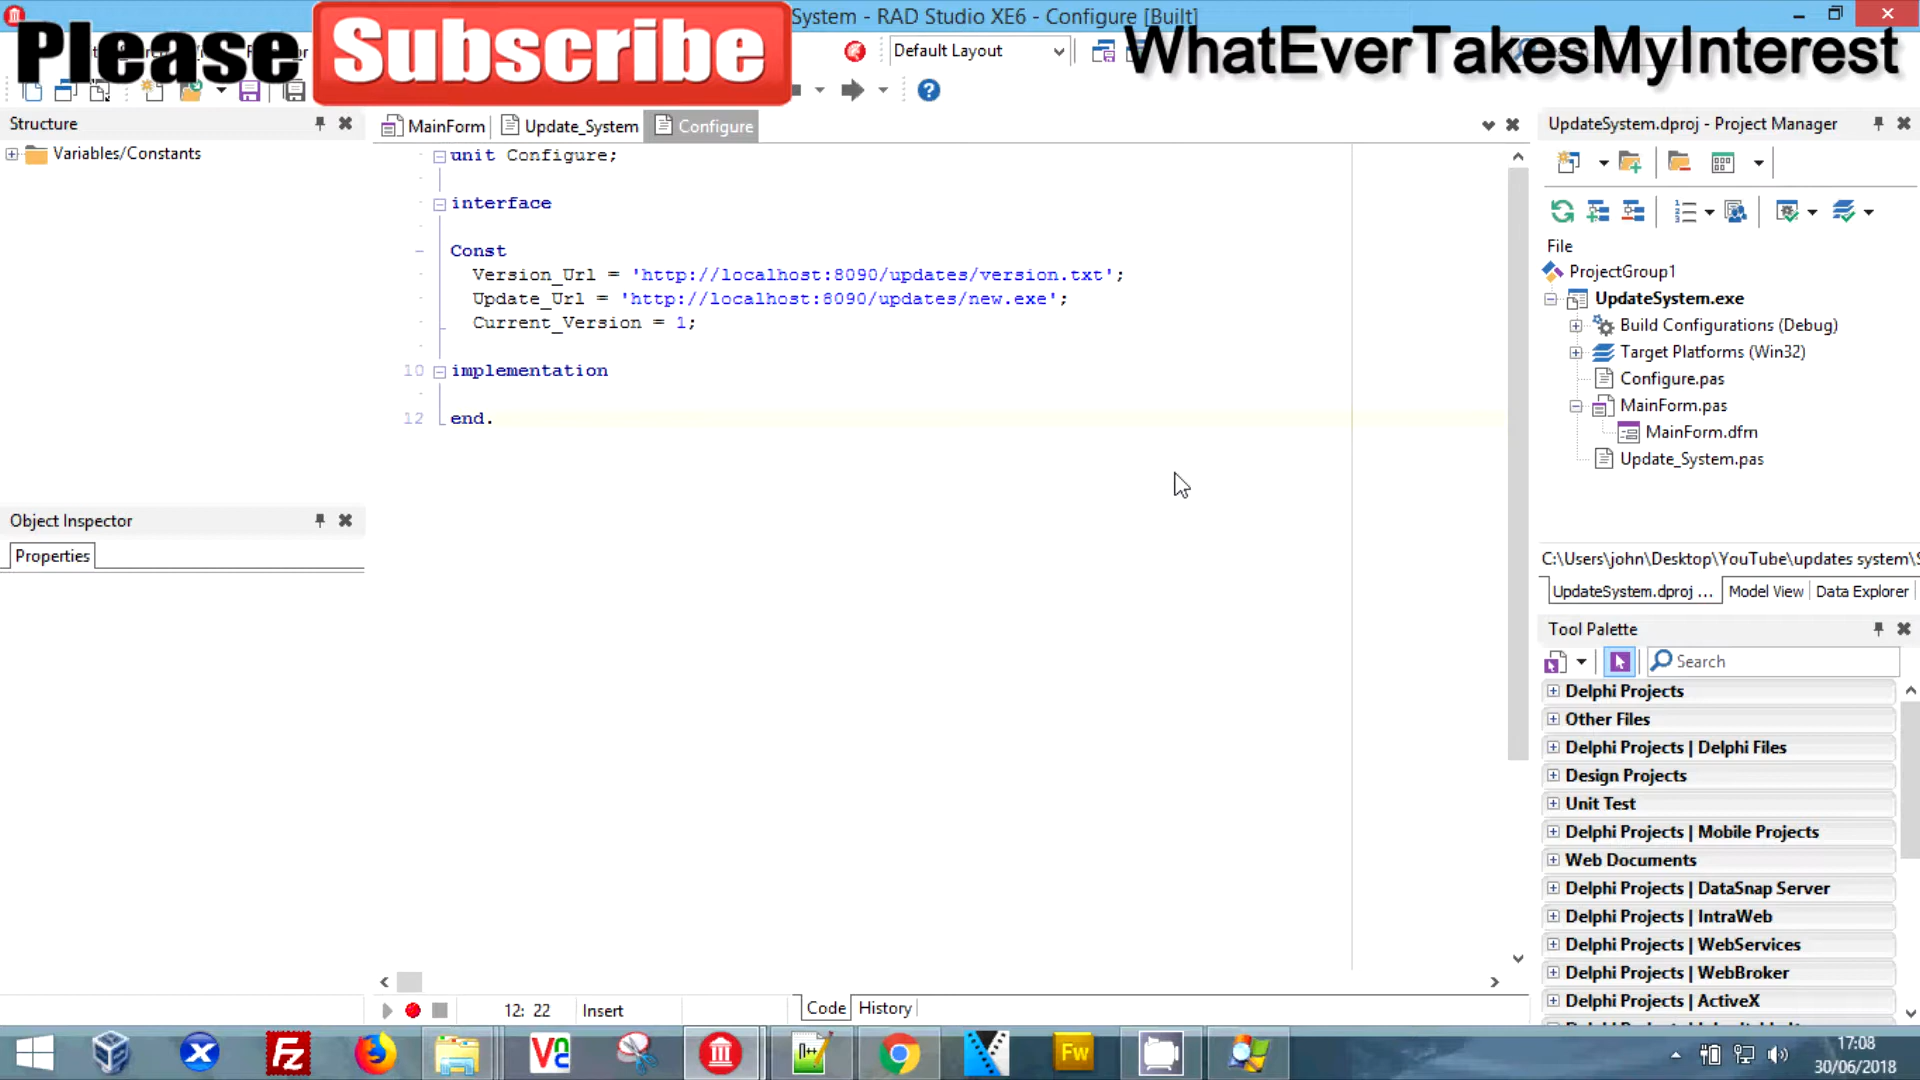 System - RAD Studio XE6 - Configure [Built]
Please Subscribe
WhatEverTakesMyInterest
Default Layout
Structure
Variables/Constants
MainForm
Update_System
Configure
unit Configure;
interface
Const
Version_Url = 'http://localhost:8090/updates/version.txt';
Update_Url = 'http://localhost:8090/updates/new.exe';
Current_Version = 1;
10 implementation
12 end.
Object Inspector
Properties
UpdateSystem.dproj - Project Manager
File
ProjectGroup1
UpdateSystem.exe
Build Configurations (Debug)
Target Platforms (Win32)
Configure.pas
MainForm.pas
MainForm.dfm
Update_System.pas
C:\Users\john\Desktop\YouTube\updates system\
UpdateSystem.dproj ...
Model View
Data Explorer
Tool Palette
Search
Delphi Projects
Other Files
Delphi Projects | Delphi Files
Design Projects
Unit Test
Delphi Projects | Mobile Projects
Web Documents
Delphi Projects | DataSnap Server
Delphi Projects | IntraWeb
Delphi Projects | WebServices
Delphi Projects | WebBroker
Delphi Projects | ActiveX
12: 22
Insert
Code
History
Fw
17:08
30/06/2018